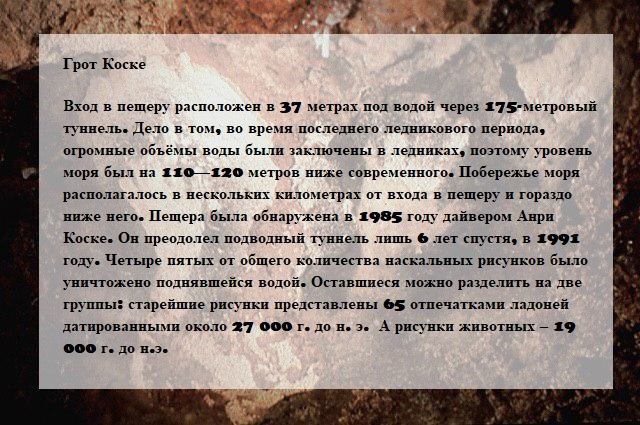 Грот Коске
Вход в пещеру расположен в 37 метрах под водой через 175-метровый
туннель. Дело в том, во время последнего ледникового периода,
огромные объёмы воды были заключены в ледниках, поэтому уровень
моря был на 110—120 метров ниже современного. Побережье моря
располагалось в нескольких километрах от входа в пещеру и гораздо
ниже него. Пещера была обнаружена в 1985 году дайвером Анри
Коске. Он преодолел подводный туннель лишь 6 лет спустя, в 1991
году. Четыре пятых от общего количества наскальных рисунков было
уничтожено поднявшейся водой. Оставшиеся можно разделить на две
группы: старейшие рисунки представлены 65 отпечатками ладоней
датированными около 27 000 г. до н. э.  А рисунки животных – 19
000 г. до н.э.